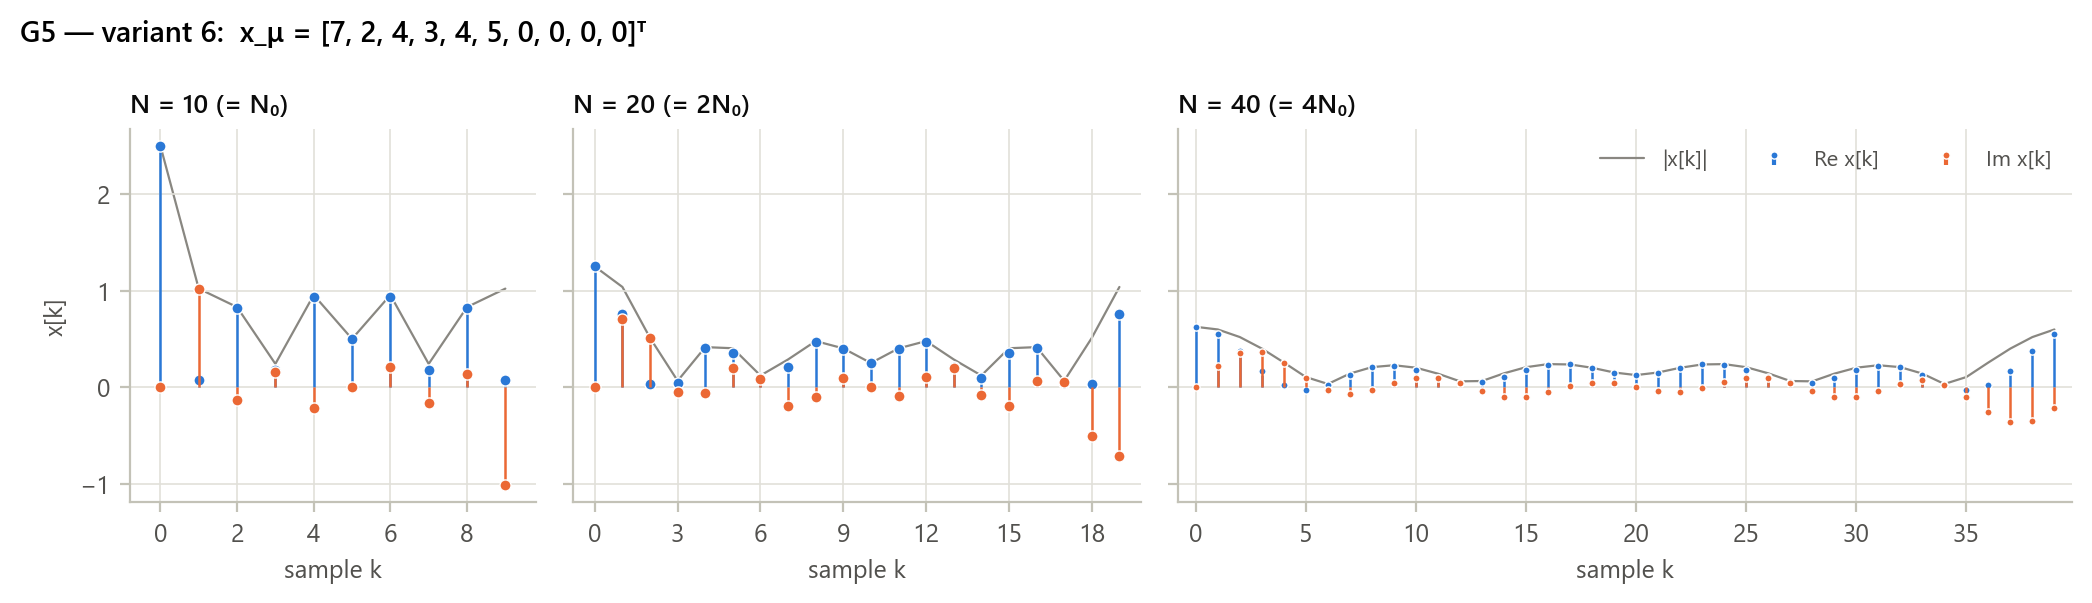 G5 — variant 6: x_μ = [7, 2, 4, 3, 4, 5, 0, 0, 0, 0]ᵀ
N = 10 (= N₀)
N = 20 (= 2N₀)
N = 40 (= 4N₀)
|x[k]|
Re x[k]
Im x[k]
x[k]
2
1
0
−1
0 2 4 6 8
0 3 6 9 12 15 18
0 5 10 15 20 25 30 35
sample k
sample k
sample k